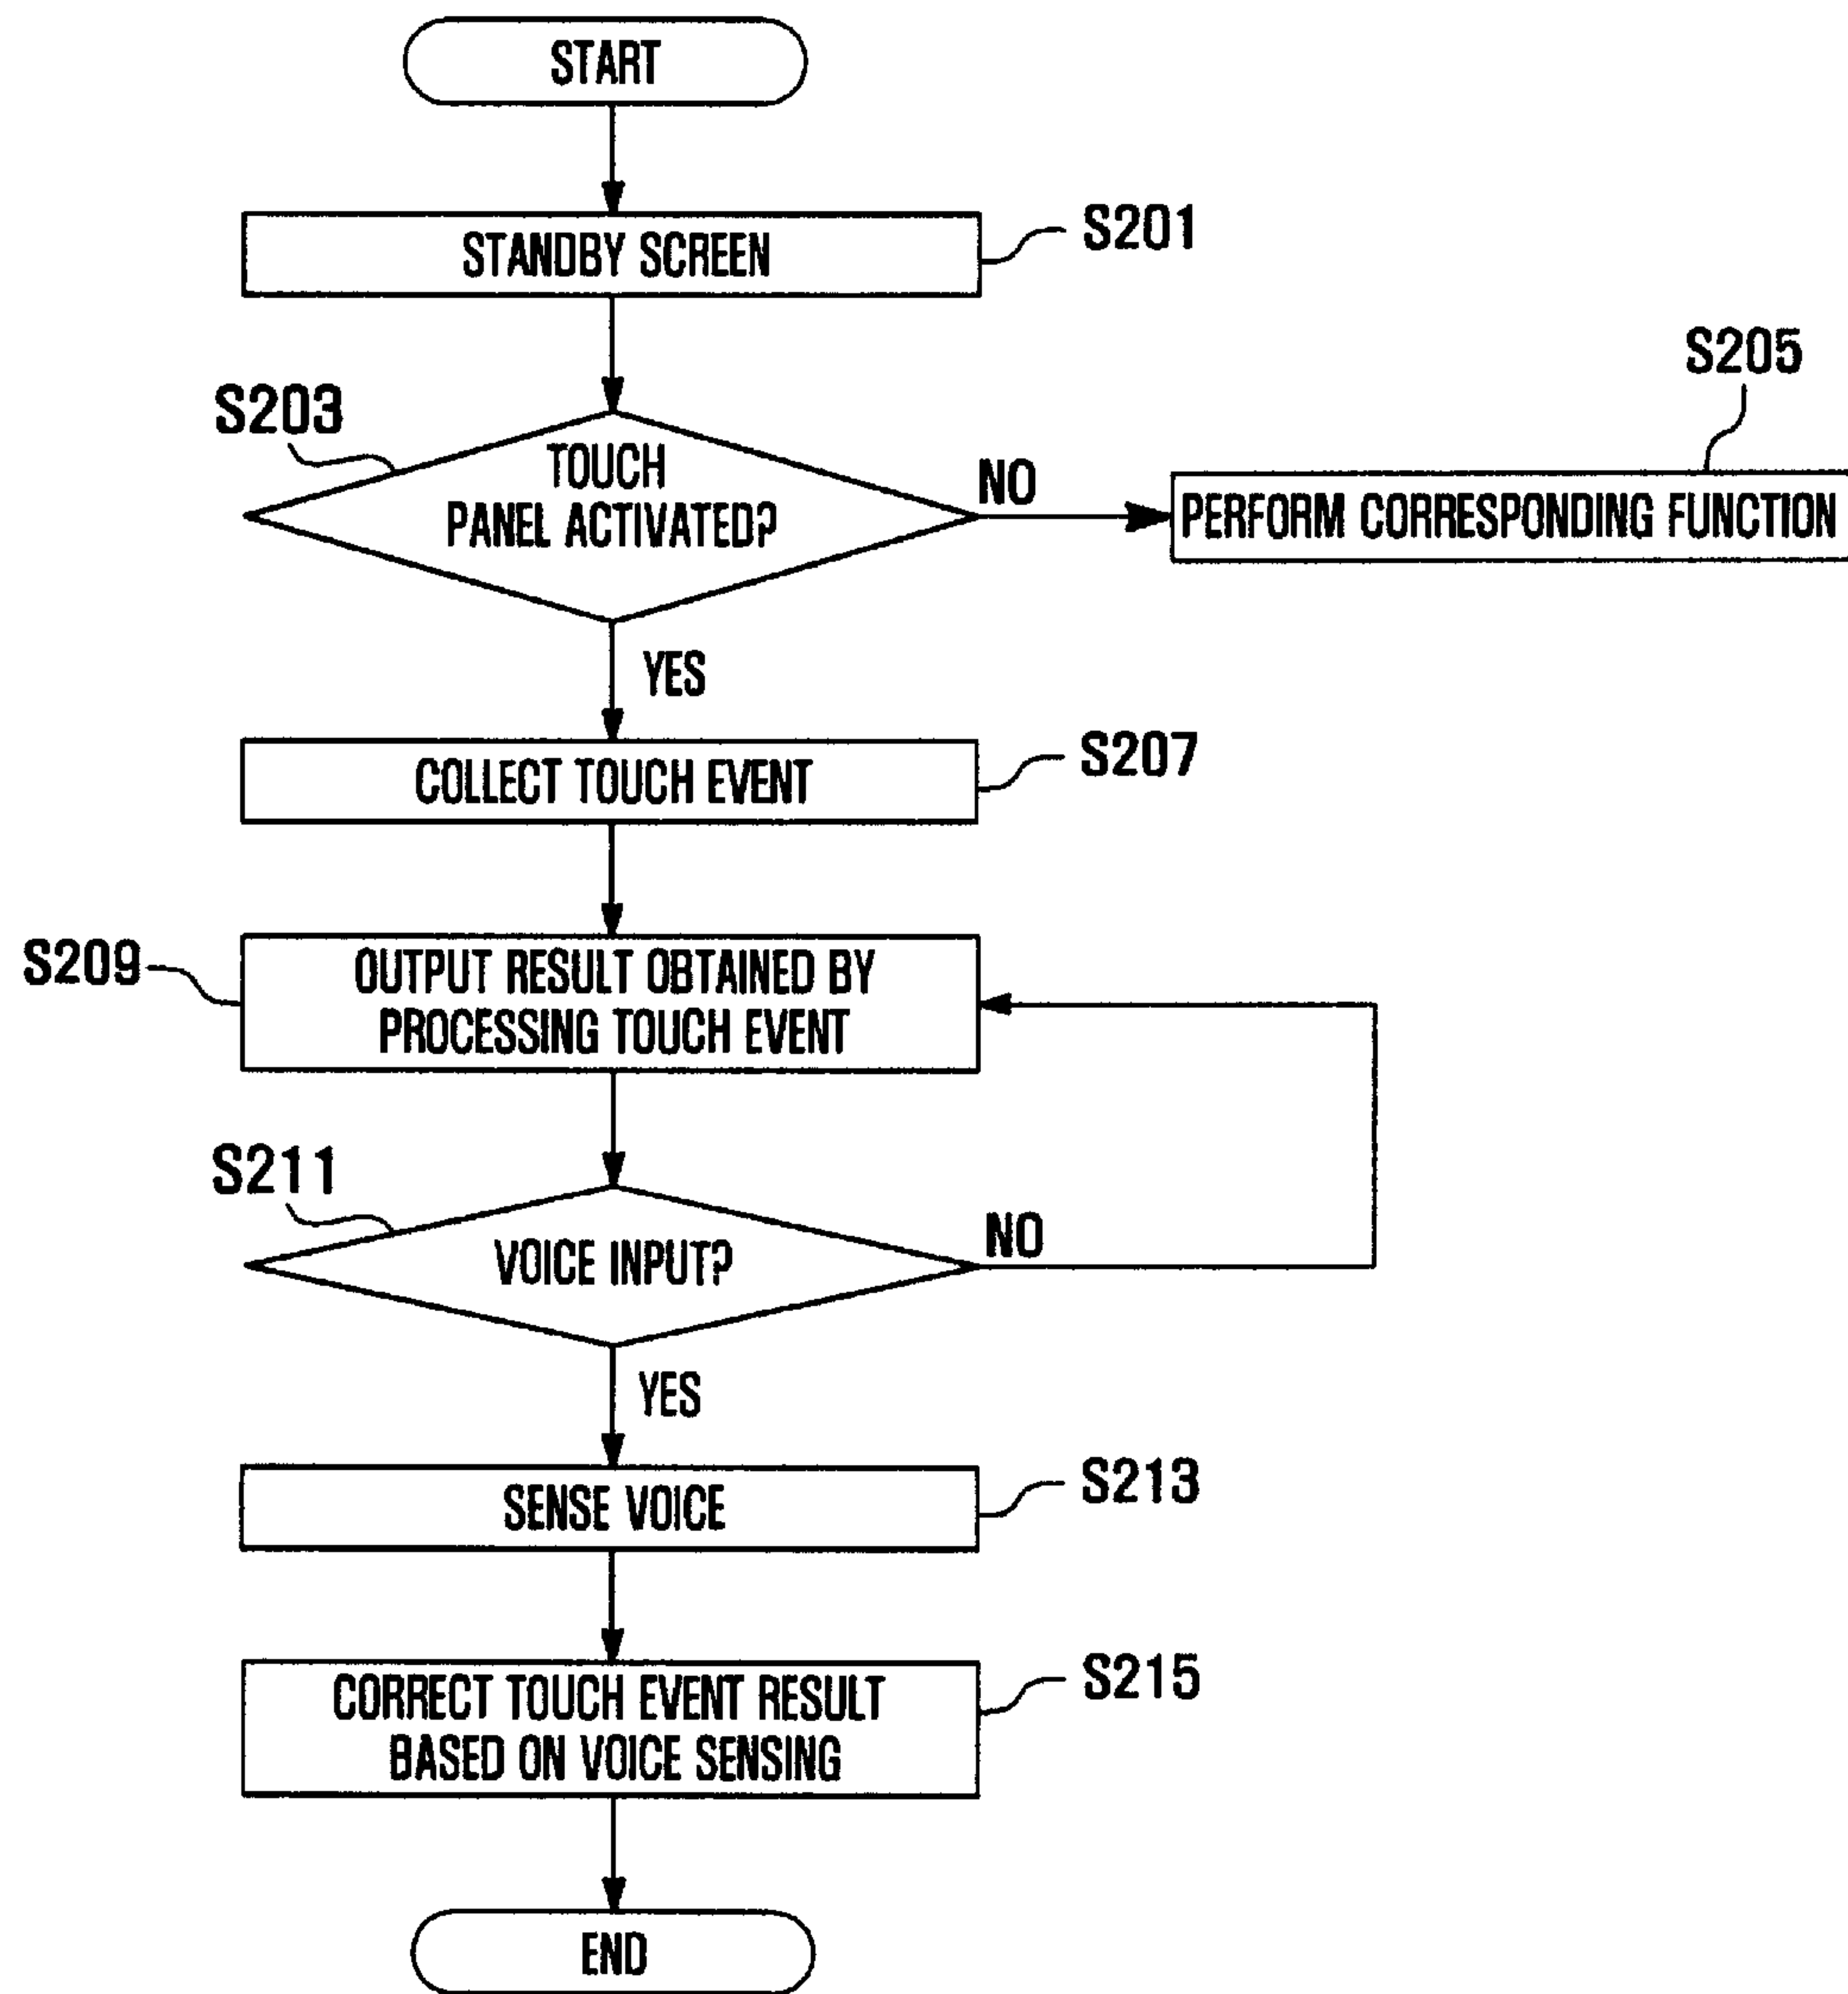 START
STANDBY SCREEN
S201
S203
TOUCH
PANEL ACTIVATED?
NO
S205
PERFORM CORRESPONDING FUNCTION
YES
COLLECT TOUCH EVENT
S207
S209
OUTPUT RESULT OBTAINED BY
PROCESSING TOUCH EVENT
S211
VOICE INPUT?
NO
YES
SENSE VOICE
S213
CORRECT TOUCH EVENT RESULT
BASED ON VOICE SENSING
S215
END